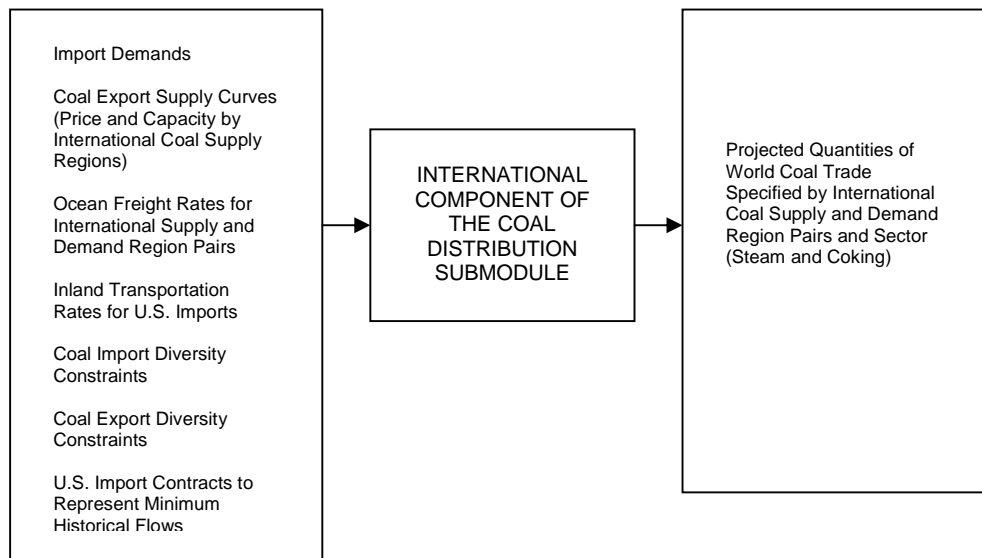 Import Demands
Coal Export Supply Curves
(Price and Capacity by
International Coal Supply
Regions)
Ocean Freight Rates for
International Supply and
Demand Region Pairs
Inland Transportation
Rates for U.S. Imports
Coal Import Diversity
Constraints
Coal Export Diversity
Constraints
U.S. Import Contracts to
Represent Minimum
Historical Flows
INTERNATIONAL
COMPONENT OF
THE COAL
DISTRIBUTION
SUBMODULE
Projected Quantities of
World Coal Trade
Specified by International
Coal Supply and Demand
Region Pairs and Sector
(Steam and Coking)